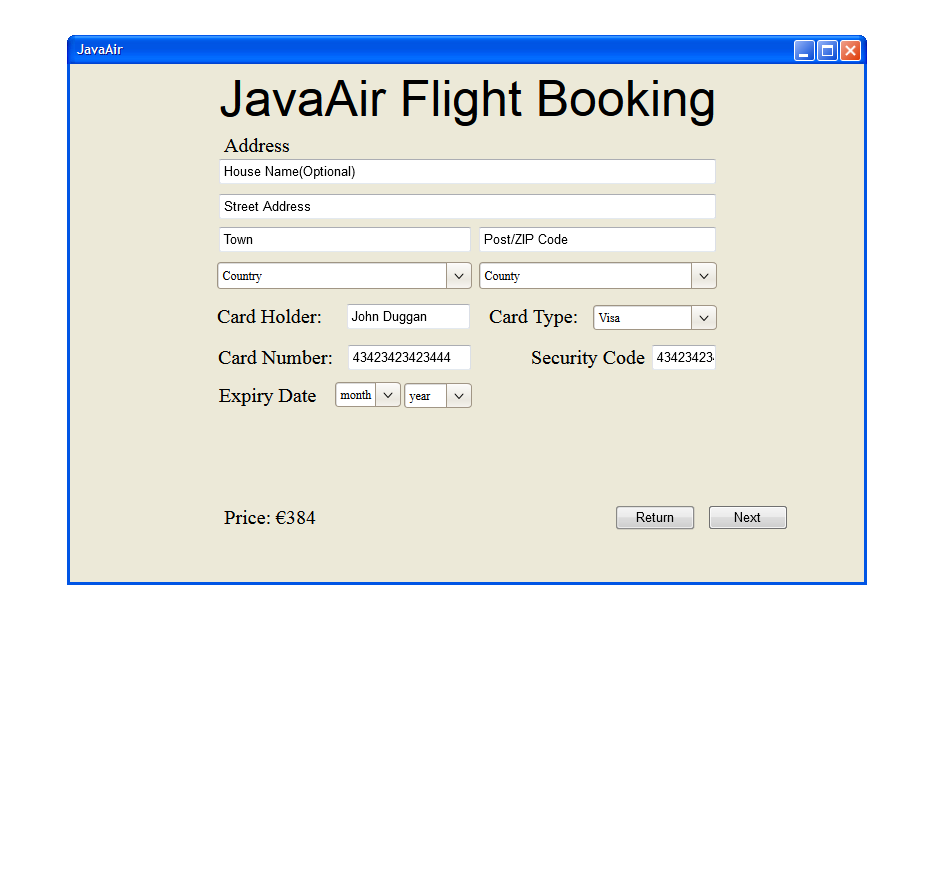 JavaAir
JavaAir Flight Booking
Address
House Name(Optional)
Street Address
Town Post/ZIP Code
Country County
Card Holder: John Duggan Card Type: Visa
Card Number: 43423423423444 Security Code 43423423
Expiry Date month year
Price: €384 Return Next